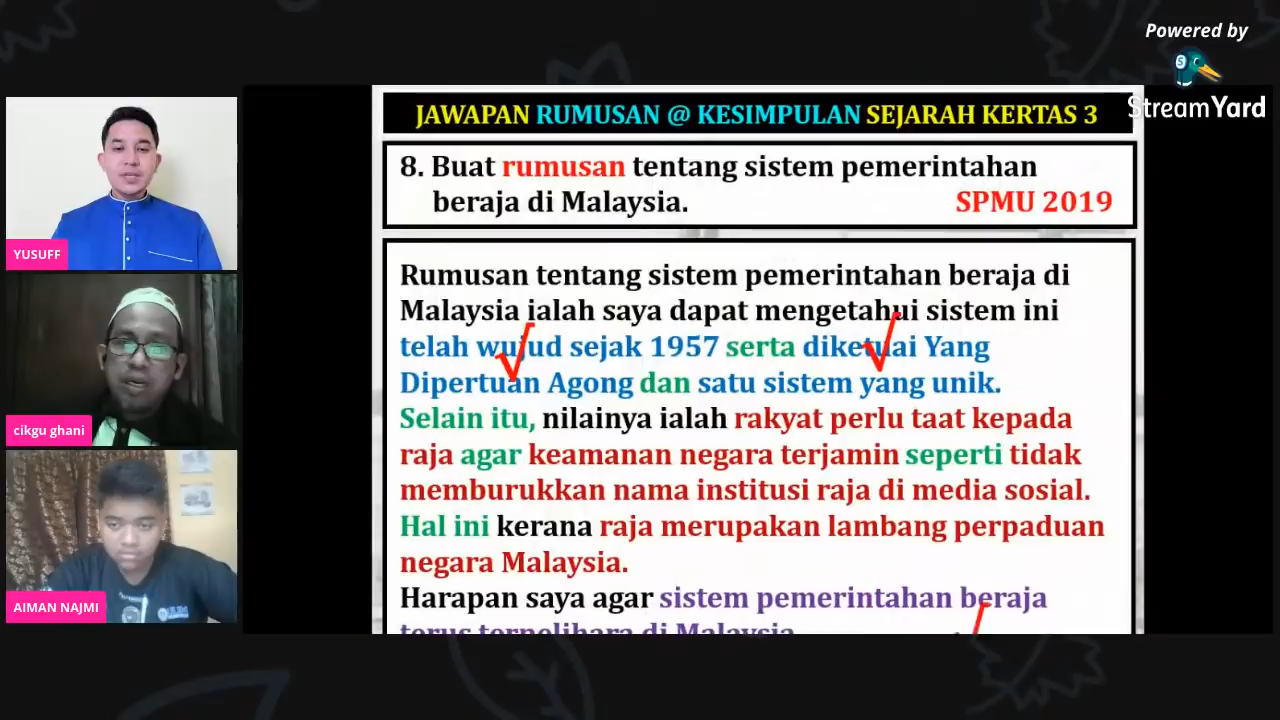 Powered by
StreamYard
YUSUFF
cikgu ghani
AIMAN NAJMI
JAWAPAN RUMUSAN @ KESIMPULAN SEJARAH KERTAS 3
8. Buat rumusan tentang sistem pemerintahan
beraja di Malaysia. SPMU 2019
Rumusan tentang sistem pemerintahan beraja di
Malaysia ialah saya dapat mengetahui sistem ini
telah wujud sejak 1957 serta diketuai Yang
Dipertuan Agong dan satu sistem yang unik.
Selain itu, nilainya ialah rakyat perlu taat kepada
raja agar keamanan negara terjamin seperti tidak
memburukkan nama institusi raja di media sosial.
Hal ini kerana raja merupakan lambang perpaduan
negara Malaysia.
Harapan saya agar sistem pemerintahan beraja
terus terpelihara di Malaysia